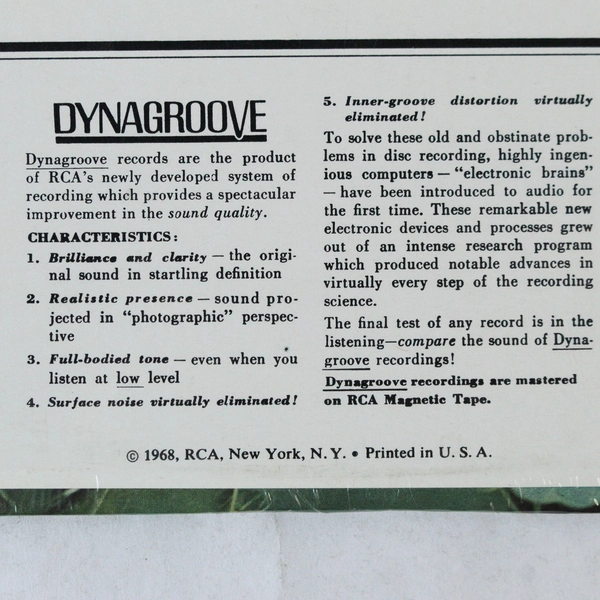 DYNAGROOVE
Dynagroove records are the product
of RCA's newly developed system of
recording which provides a spectacular
improvement in the sound quality.
CHARACTERISTICS:
1. Brilliance and clarity — the origi-
nal sound in startling definition
2. Realistic presence — sound pro-
jected in "photographic" perspec-
tive
3. Full-bodied tone — even when you
listen at low level
4. Surface noise virtually eliminated!
5. Inner-groove distortion virtually
eliminated!
To solve these old and obstinate prob-
lems in disc recording, highly ingen-
ious computers — "electronic brains"
— have been introduced to audio for
the first time. These remarkable new
electronic devices and processes grew
out of an intense research program
which produced notable advances in
virtually every step of the recording
science.
The final test of any record is in the
listening—compare the sound of Dyna-
groove recordings!
Dynagroove recordings are mastered
on RCA Magnetic Tape.
© 1968, RCA, New York, N. Y. • Printed in U. S. A.